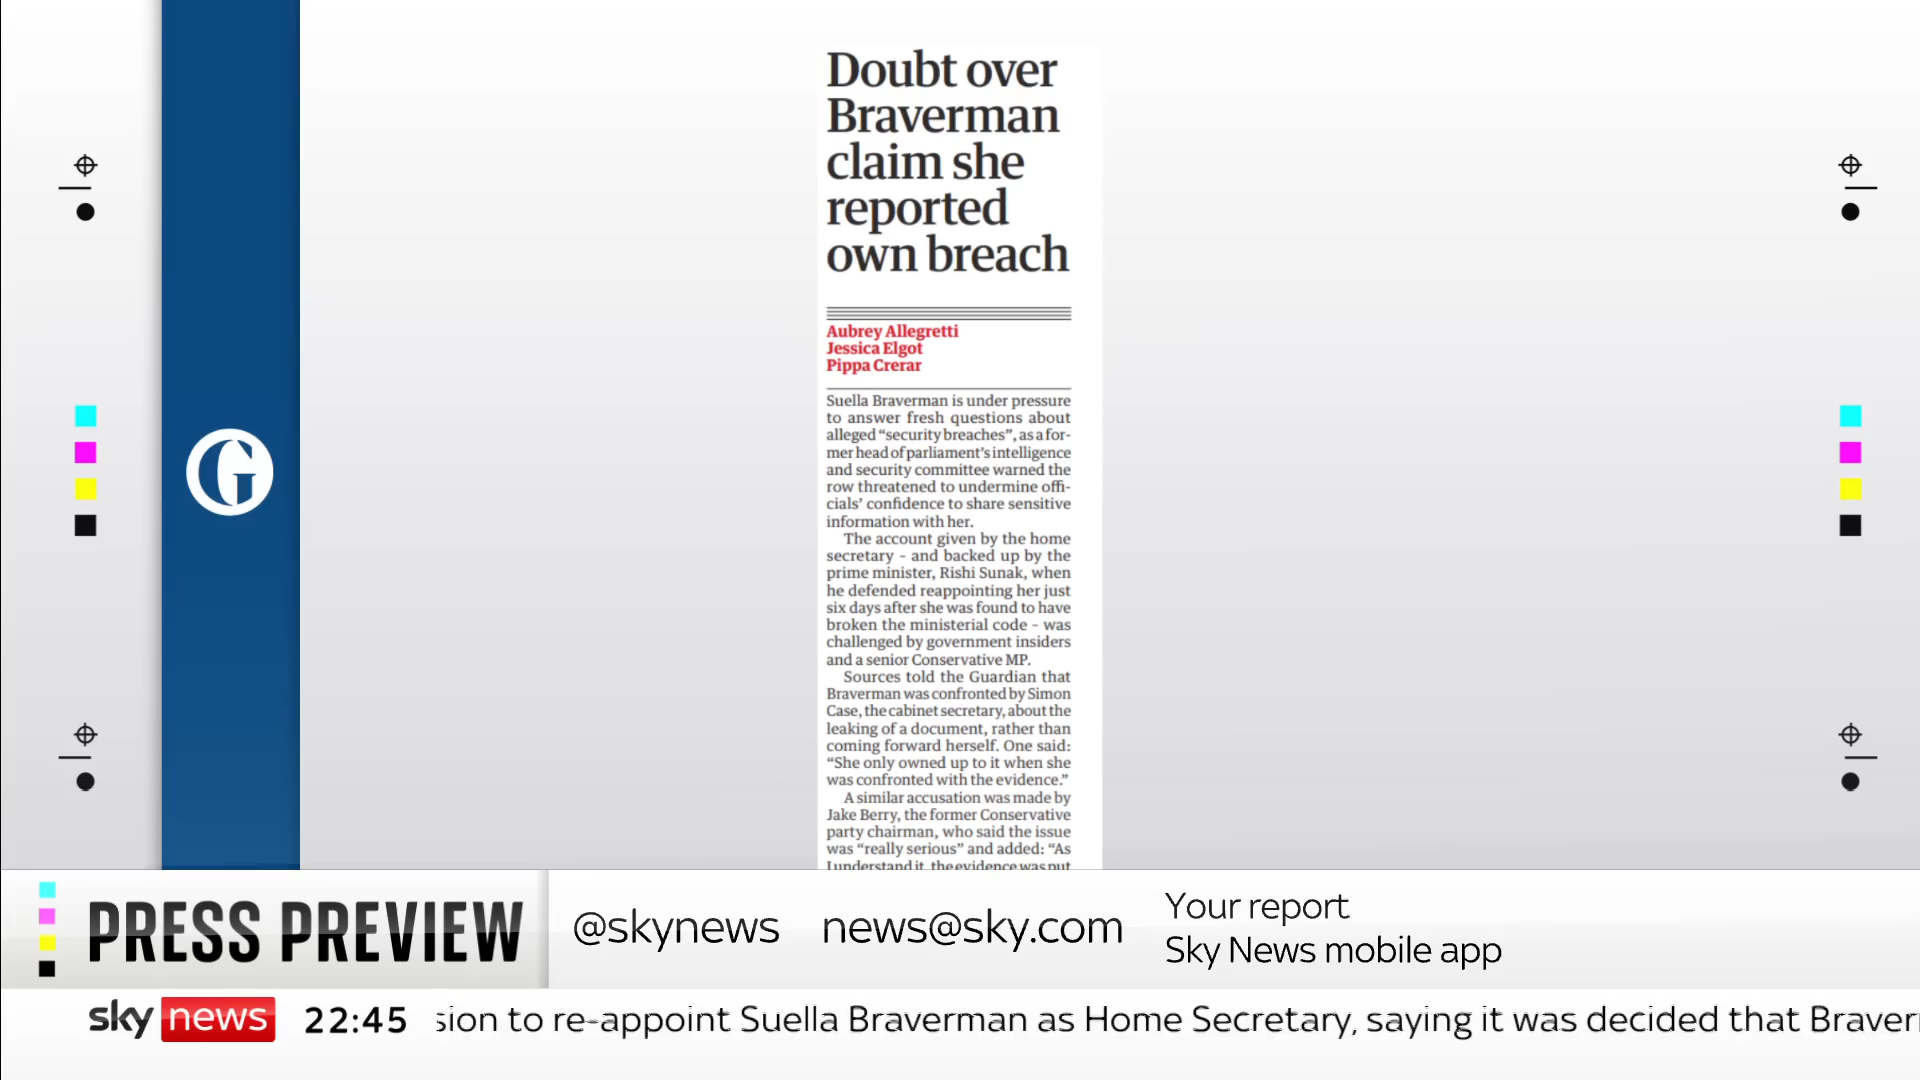 Doubt over
Braverman
claim she
reported
own breach
Aubrey Allegretti
Jessica Elgot
Pippa Crerar
Suella Braverman is under pressure
to answer fresh questions about
alleged “security breaches”, as a for-
mer head of parliament’s intelligence
and security committee warned the
row threatened to undermine offi-
cials’ confidence to share sensitive
information with her.
The account given by the home
secretary – and backed up by the
prime minister, Rishi Sunak, when
he defended reappointing her just
six days after she was found to have
broken the ministerial code – was
challenged by government insiders
and a senior Conservative MP.
Sources told the Guardian that
Braverman was confronted by Simon
Case, the cabinet secretary, about the
leaking of a document, rather than
coming forward herself. One said:
“She only owned up to it when she
was confronted with the evidence.”
A similar accusation was made by
Jake Berry, the former Conservative
party chairman, who said the issue
was “really serious” and added: “As
I understand it, the evidence was put
G
PRESS PREVIEW
@skynews news@sky.com
Your report
Sky News mobile app
sky news 22:45 sion to re-appoint Suella Braverman as Home Secretary, saying it was decided that Braver